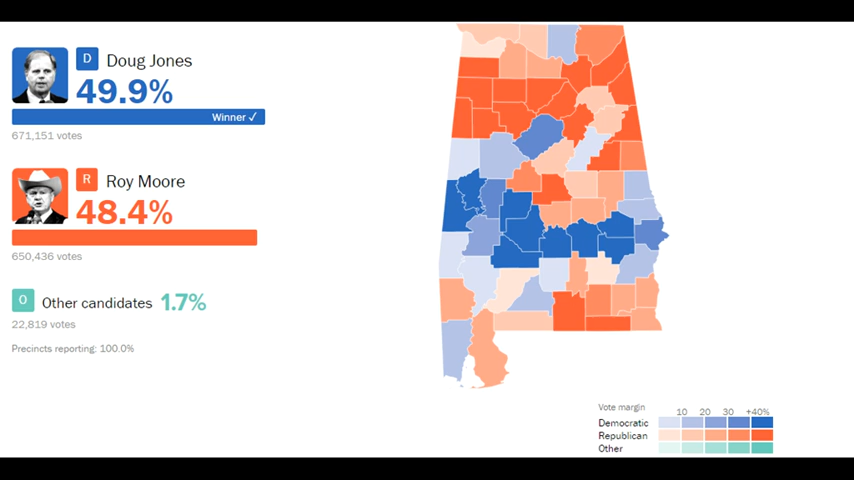 D Doug Jones
49.9%
Winner ✓
671,151 votes
R Roy Moore
48.4%
650,436 votes
O Other candidates 1.7%
22,819 votes
Precincts reporting: 100.0%
Vote margin 10 20 30 +40%
Democratic
Republican
Other